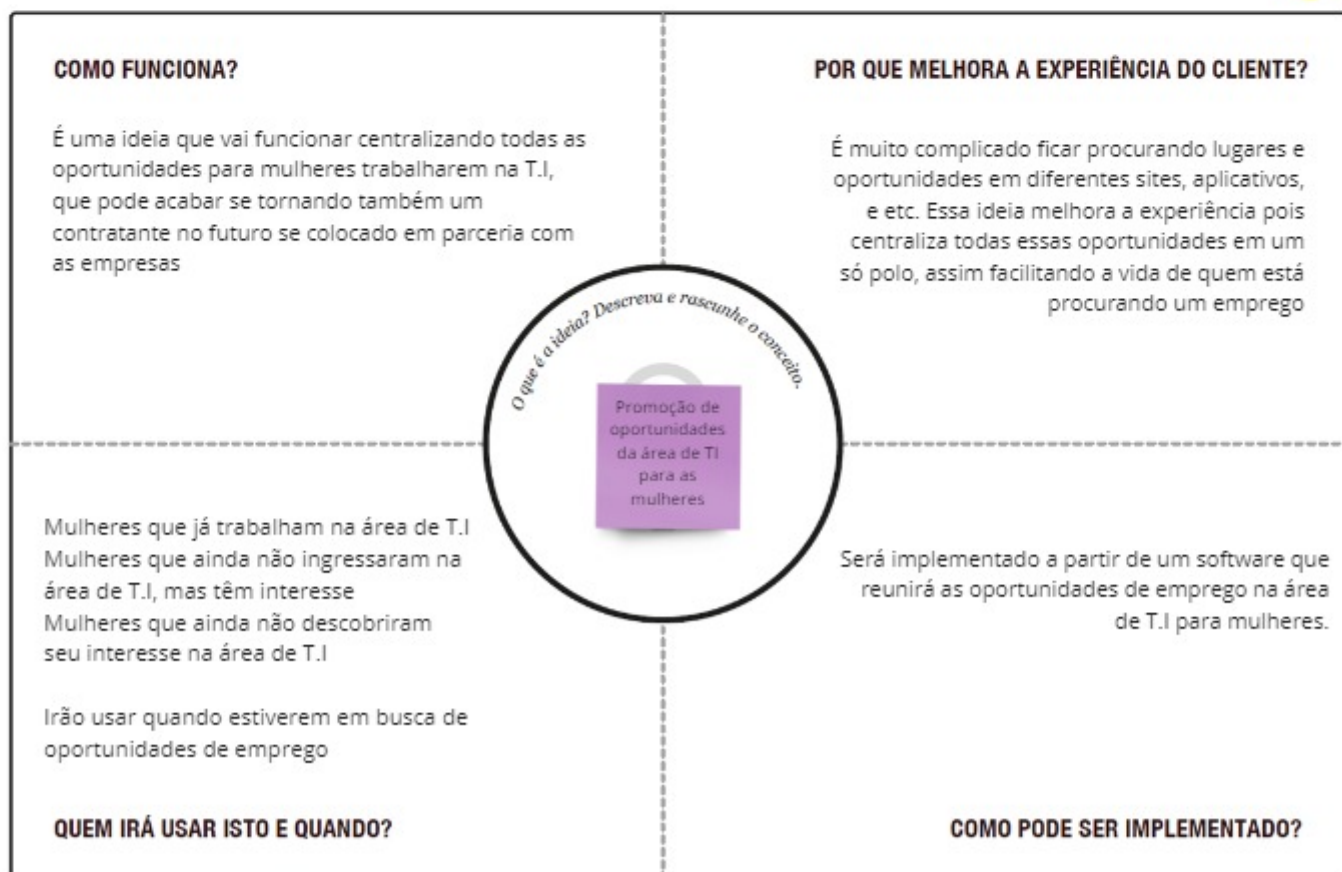 COMO FUNCIONA?
É uma ideia que vai funcionar centralizando todas as
oportunidades para mulheres trabalharem na T.I,
que pode acabar se tornando também um
contratante no futuro se colocado em parceria com
as empresas
POR QUE MELHORA A EXPERIÊNCIA DO CLIENTE?
É muito complicado ficar procurando lugares e
oportunidades em diferentes sites, aplicativos,
e etc. Essa ideia melhora a experiência pois
centraliza todas essas oportunidades em um
só polo, assim facilitando a vida de quem está
procurando um emprego
O que é a ideia? Descreva e rascunhe o conceito.
Promoção de
oportunidades
da área de TI
para as
mulheres
Mulheres que já trabalham na área de T.I
Mulheres que ainda não ingressaram na
área de T.I, mas têm interesse
Mulheres que ainda não descobriram
seu interesse na área de T.I
Irão usar quando estiverem em busca de
oportunidades de emprego
QUEM IRÁ USAR ISTO E QUANDO?
Será implementado a partir de um software que
reunirá as oportunidades de emprego na área
de T.I para mulheres.
COMO PODE SER IMPLEMENTADO?